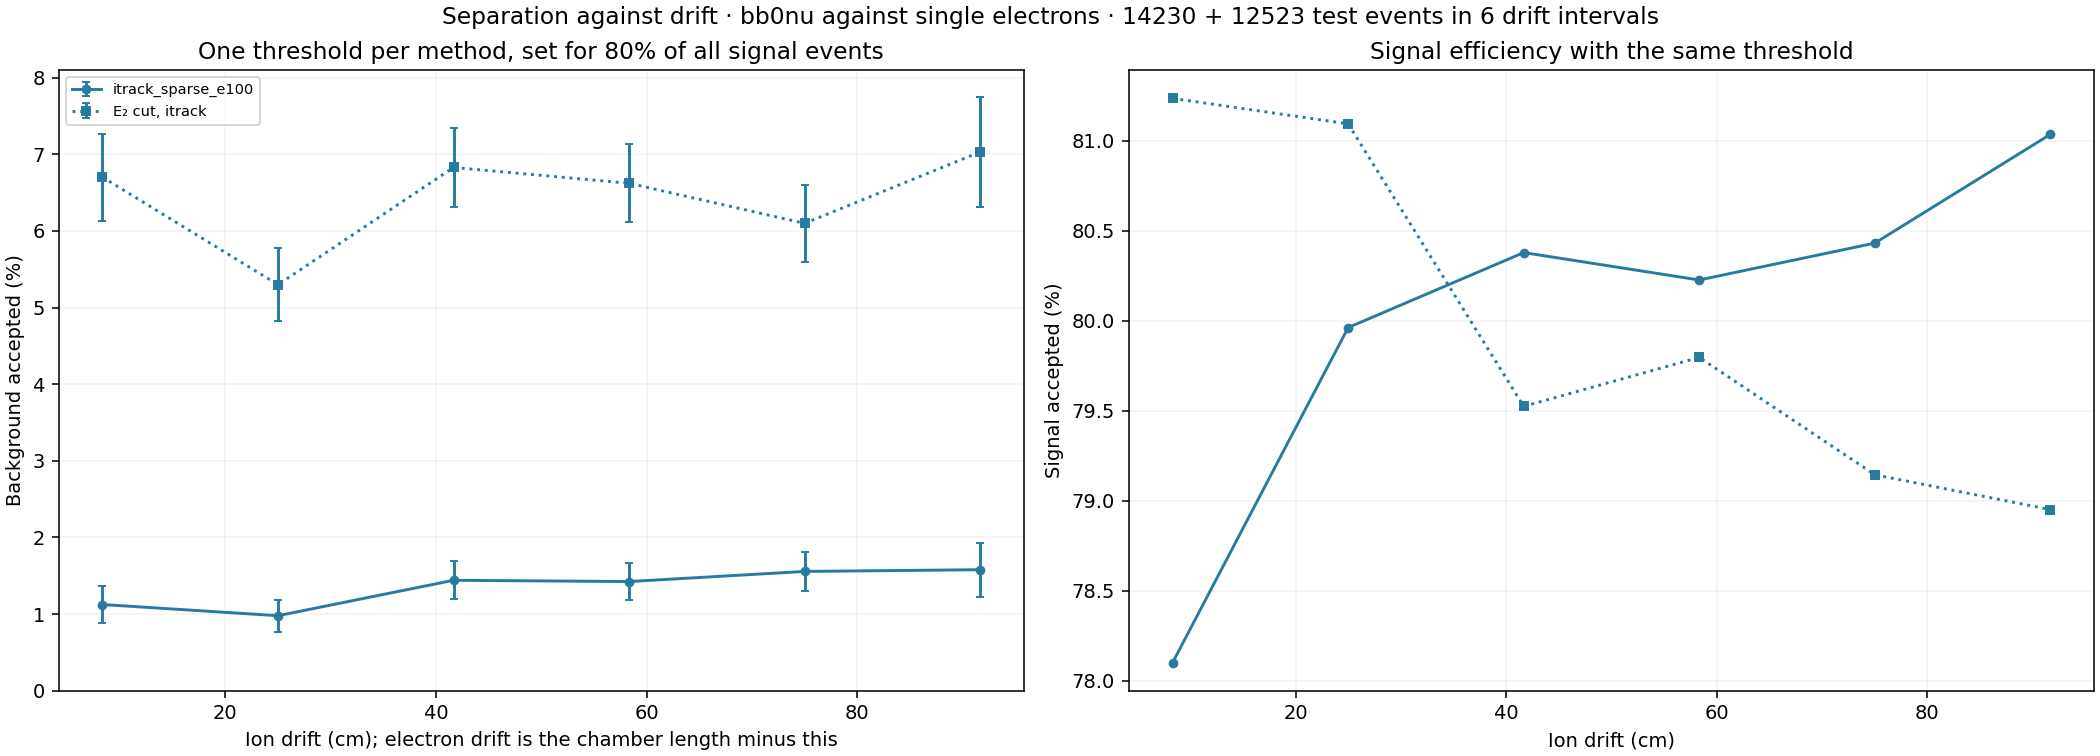 Separation against drift · bb0nu against single electrons · 14230 + 12523 test events in 6 drift intervals
One threshold per method, set for 80% of all signal events
itrack_sparse_e100
E₂ cut, itrack
Background accepted (%)
8
7
6
5
4
3
2
1
0
20 40 60 80
Ion drift (cm); electron drift is the chamber length minus this
Signal efficiency with the same threshold
Signal accepted (%)
81.0
80.5
80.0
79.5
79.0
78.5
78.0
20 40 60 80
Ion drift (cm)